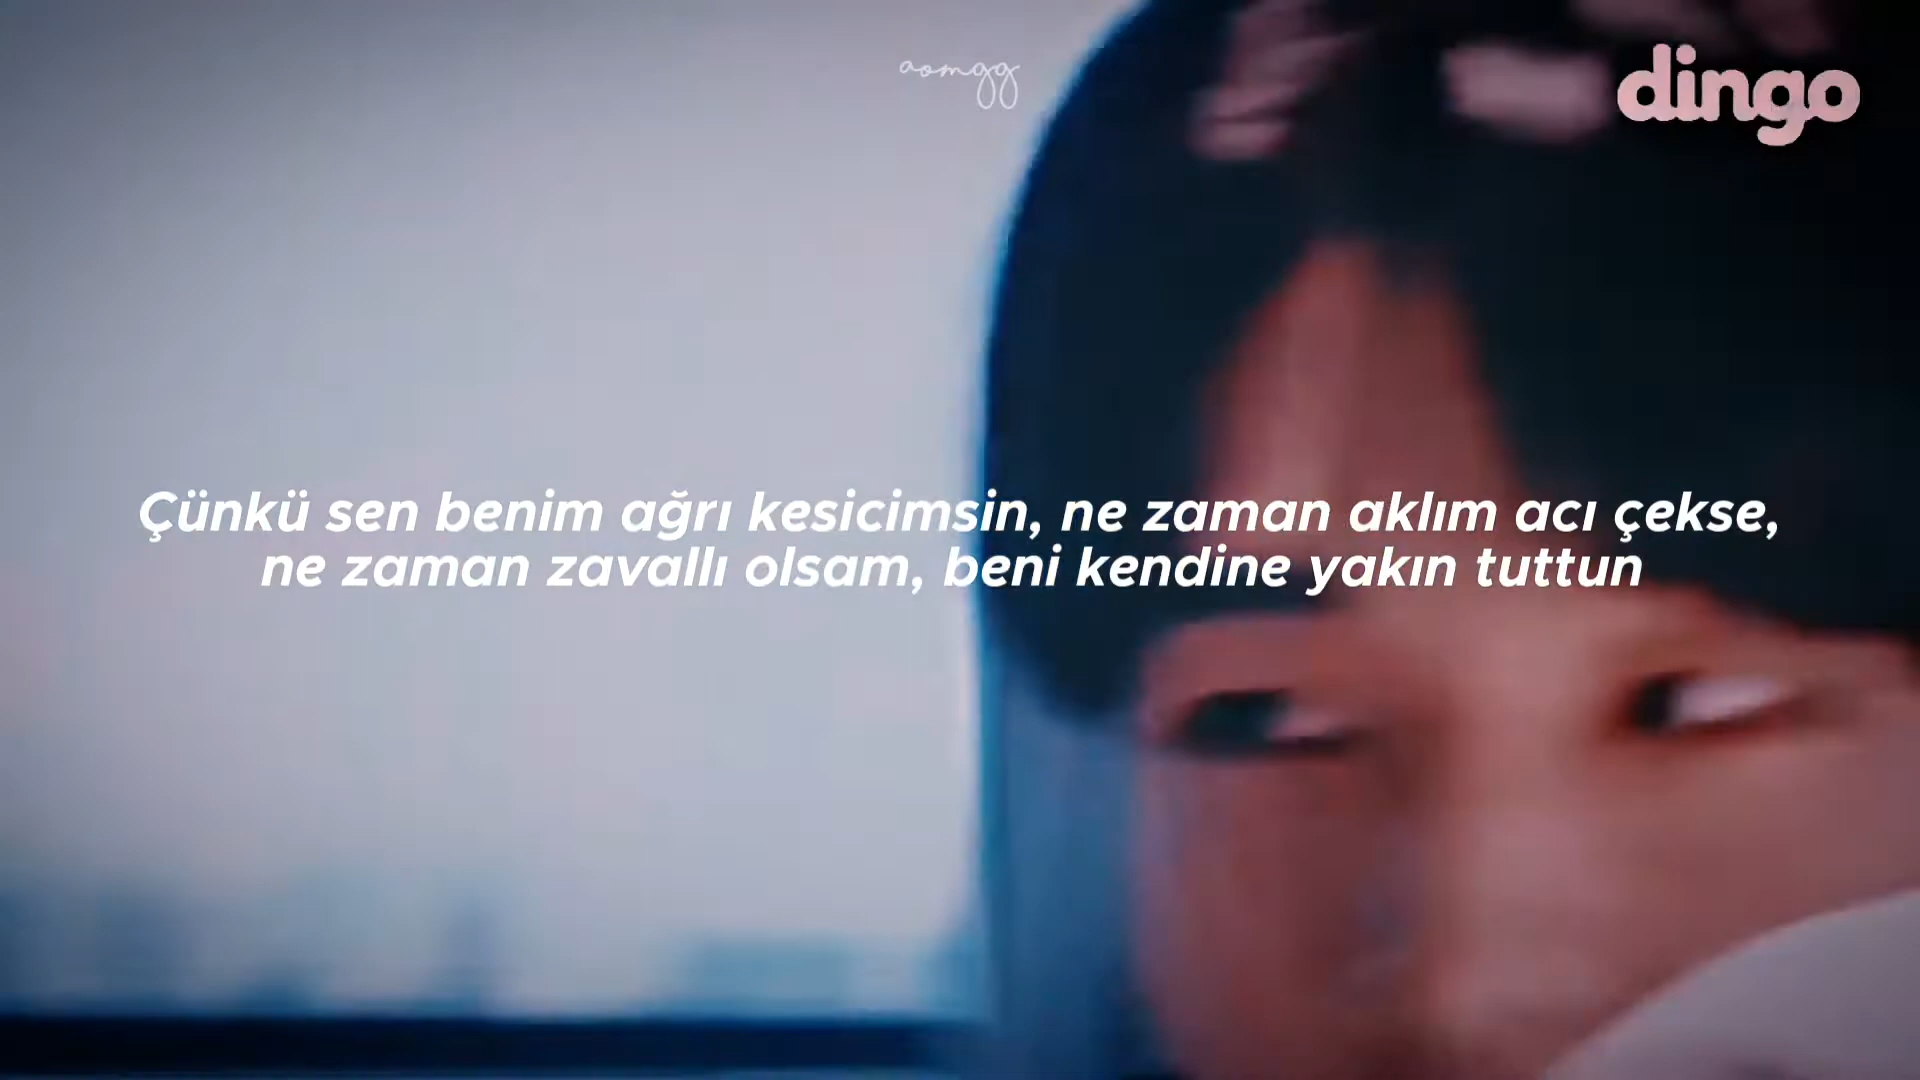 aomgg
dingo
Çünkü sen benim ağrı kesicimsin, ne zaman aklım acı çekse,
ne zaman zavallı olsam, beni kendine yakın tuttun